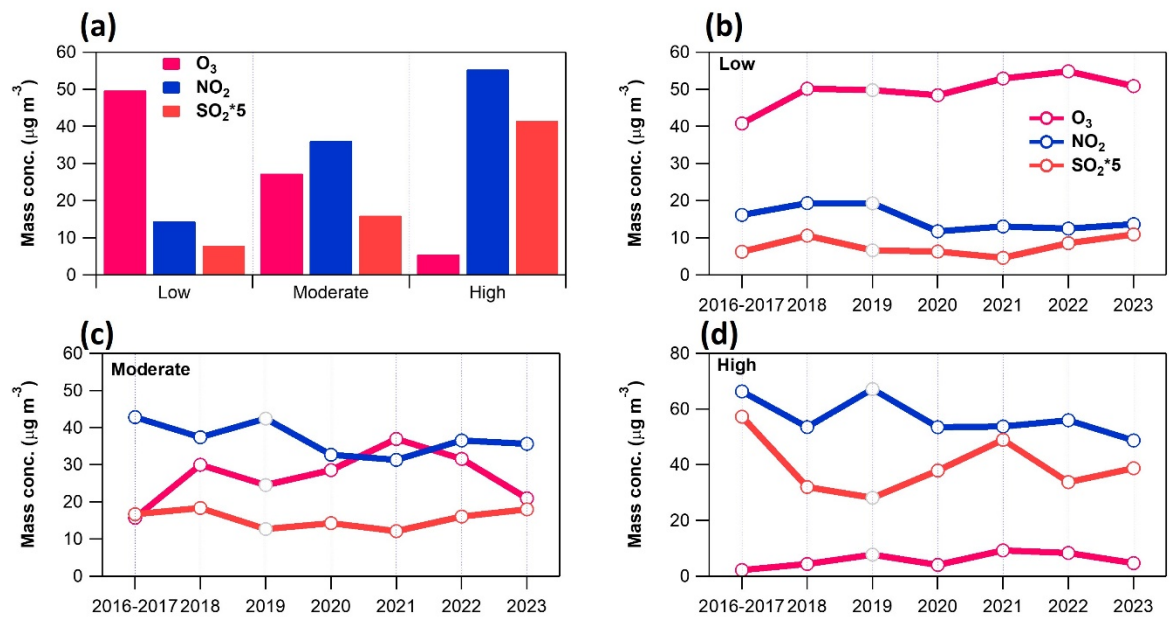 (a)
Mass conc. (μg m⁻³)
60
50
40
30
20
10
0
O₃
NO₂
SO₂*5
Low Moderate High
(b)
Mass conc. (μg m⁻³)
60
50
40
30
20
10
0
Low
O₃
NO₂
SO₂*5
2016-2017 2018 2019 2020 2021 2022 2023
(c)
Mass conc. (μg m⁻³)
60
50
40
30
20
10
0
Moderate
2016-2017 2018 2019 2020 2021 2022 2023
(d)
Mass conc. (μg m⁻³)
80
60
40
20
0
High
2016-2017 2018 2019 2020 2021 2022 2023